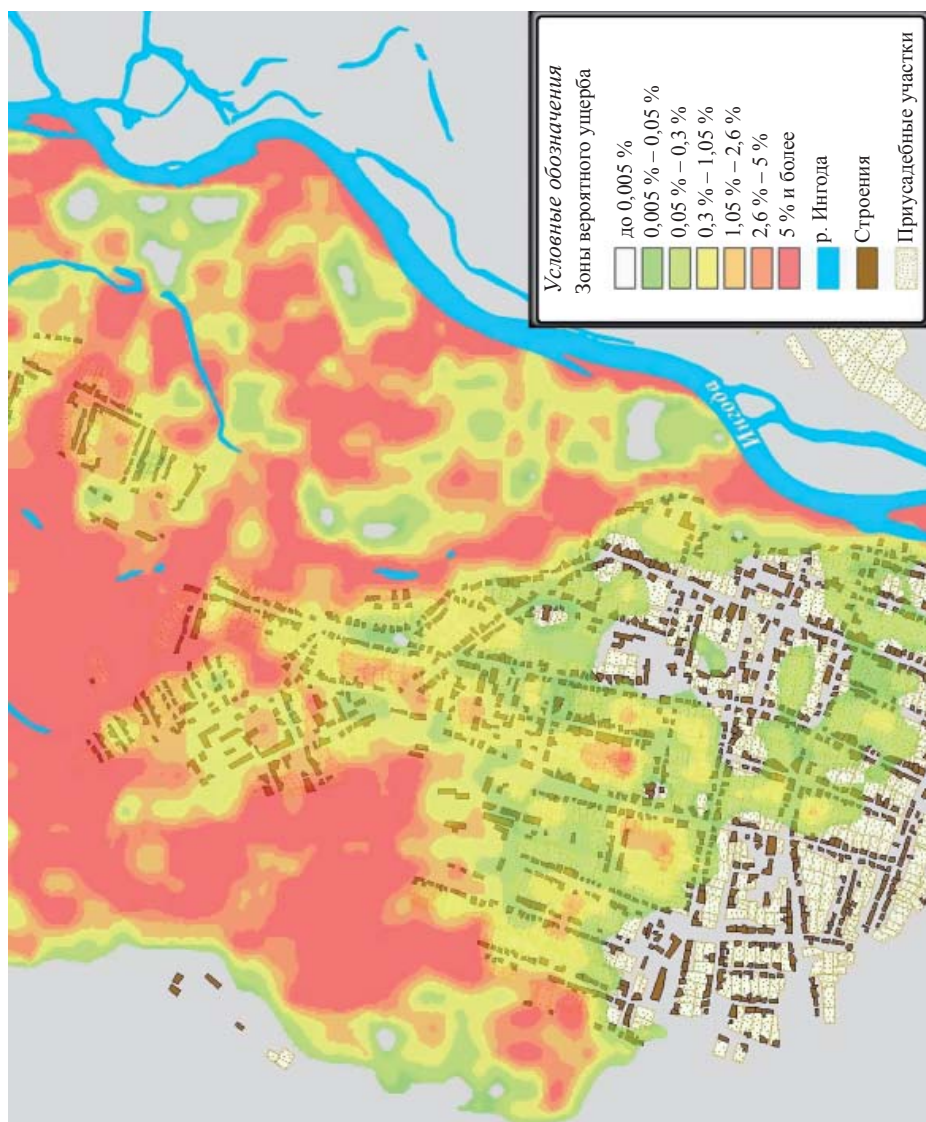 Условные обозначения
Зоны вероятного ущерба
до 0,005 %
0,005 % – 0,05 %
0,05 % – 0,3 %
0,3 % – 1,05 %
1,05 % – 2,6 %
2,6 % – 5 %
5 % и более
р. Ингода
Строения
Приусадебные участки
Ингода